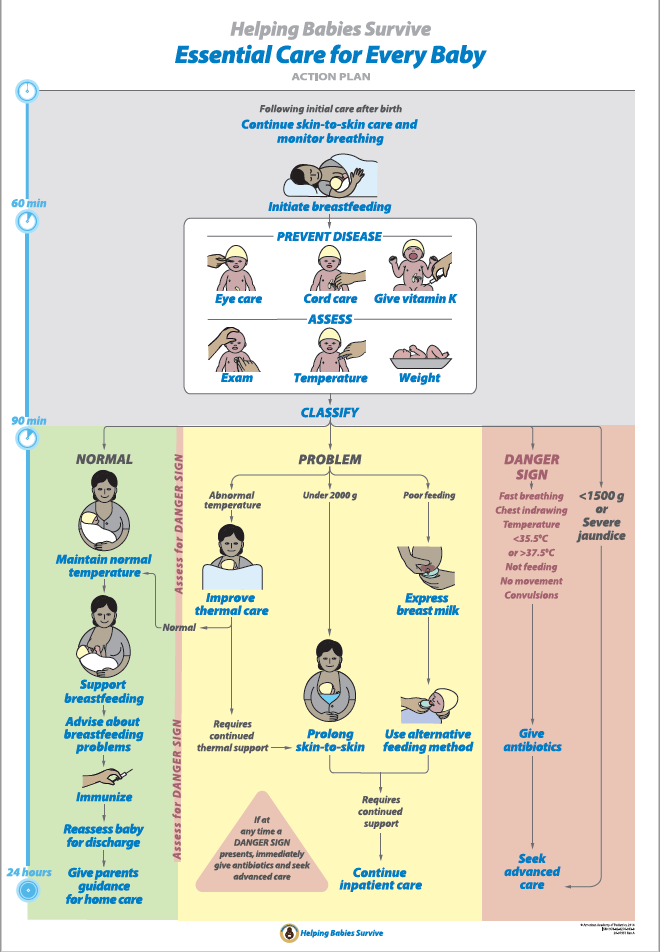 Helping Babies Survive
Essential Care for Every Baby
ACTION PLAN
Following initial care after birth
Continue skin-to-skin care and
monitor breathing
Initiate breastfeeding
60 min
PREVENT DISEASE
Eye care
Cord care
Give vitamin K
ASSESS
Exam
Temperature
Weight
CLASSIFY
90 min
NORMAL
Maintain normal
temperature
Support
breastfeeding
Advise about
breastfeeding
problems
Immunize
Reassess baby
for discharge
Give parents
guidance
for home care
24 hours
Assess for DANGER SIGN
Assess for DANGER SIGN
PROBLEM
Abnormal
temperature
Improve
thermal care
Normal
Requires
continued
thermal support
Under 2000 g
Prolong
skin-to-skin
Poor feeding
Express
breast milk
Use alternative
feeding method
Requires
continued
support
Continue
inpatient care
If at
any time a
DANGER SIGN
presents, immediately
give antibiotics and seek
advanced care
DANGER
SIGN
Fast breathing
Chest indrawing
Temperature
<35.5°C
or >37.5°C
Not feeding
No movement
Convulsions
Give
antibiotics
Seek
advanced
care
<1500 g
or
Severe
jaundice
Helping Babies Survive